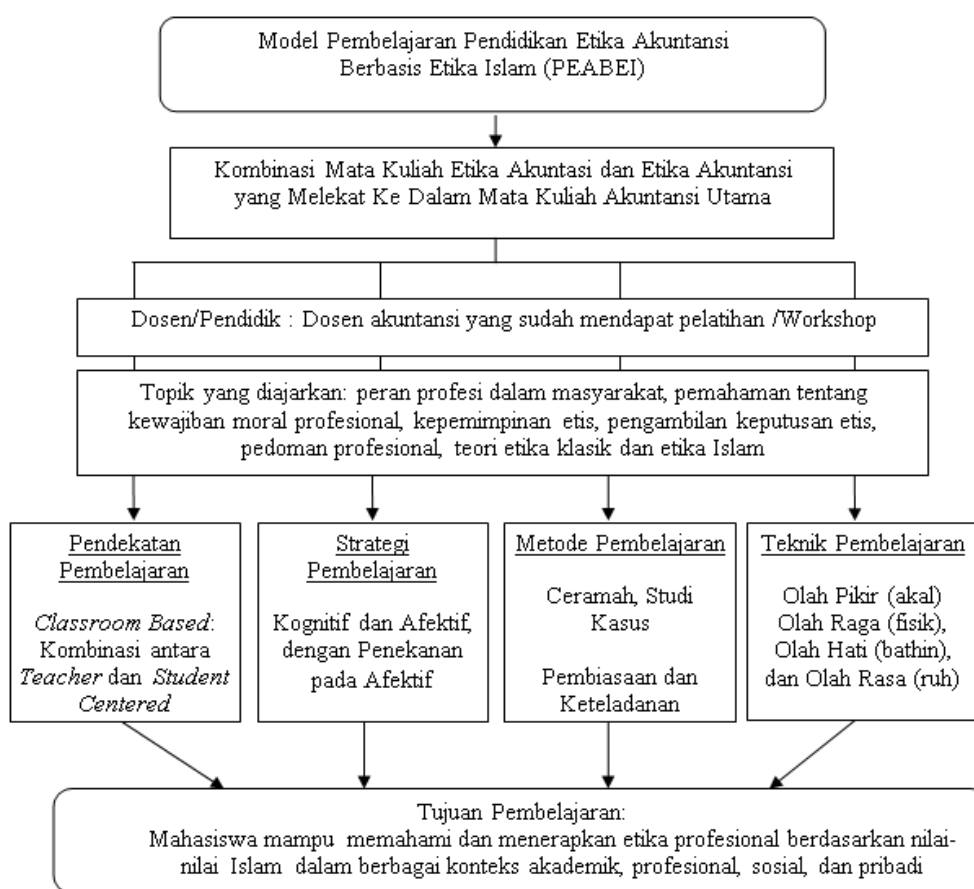 Model Pembelajaran Pendidikan Etika Akuntansi
Berbasis Etika Islam (PEABEI)
Kombinasi Mata Kuliah Etika Akuntasi dan Etika Akuntansi
yang Melekat Ke Dalam Mata Kuliah Akuntansi Utama
Dosen/Pendidik : Dosen akuntansi yang sudah mendapat pelatihan /Workshop
Topik yang diajarkan: peran profesi dalam masyarakat, pemahaman tentang
kewajiban moral profesional, kepemimpinan etis, pengambilan keputusan etis,
pedoman profesional, teori etika klasik dan etika Islam
Pendekatan
Pembelajaran
Classroom Based:
Kombinasi antara
Teacher dan Student
Centered
Strategi
Pembelajaran
Kognitif dan Afektif,
dengan Penekanan
pada Afektif
Metode Pembelajaran
Ceramah, Studi
Kasus
Pembiasaan dan
Keteladanan
Teknik Pembelajaran
Olah Pikir (akal)
Olah Raga (fisik),
Olah Hati (bathin),
dan Olah Rasa (ruh)
Tujuan Pembelajaran:
Mahasiswa mampu memahami dan menerapkan etika profesional berdasarkan nilai-
nilai Islam dalam berbagai konteks akademik, profesional, sosial, dan pribadi